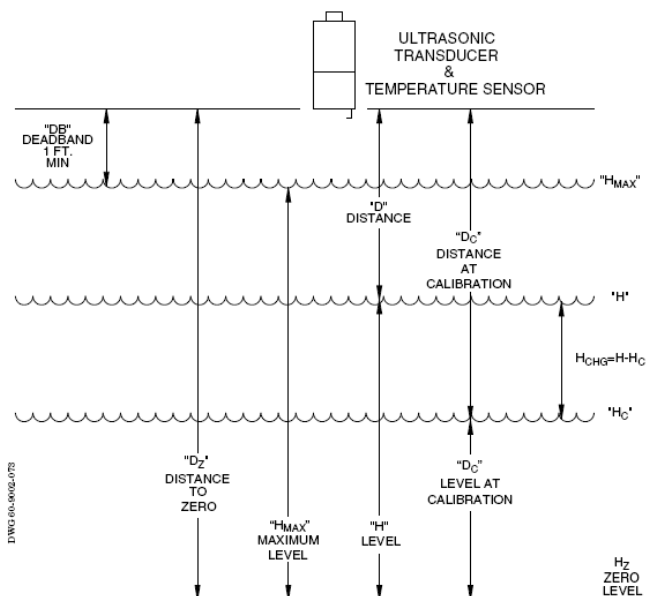 ULTRASONIC
TRANSDUCER
&
TEMPERATURE SENSOR
"DB"
DEADBAND
1 FT.
MIN
"HMAX"
"D"
DISTANCE
"DC"
DISTANCE
AT
CALIBRATION
"H"
HCHG=H-HC
"HC"
"DZ"
DISTANCE
TO
ZERO
"DC"
LEVEL AT
CALIBRATION
"HMAX"
MAXIMUM
LEVEL
"H"
LEVEL
HZ
ZERO
LEVEL
DWG 60-9002-073